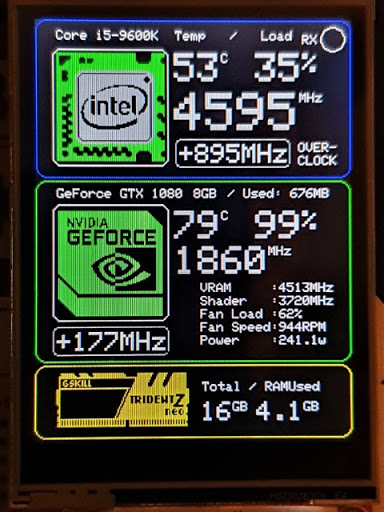 Core i5-9600K Temp / Load RX
53C 35%
intel
4595MHz
+895MHz OVER-
CLOCK
GeForce GTX 1080 8GB / Used: 676MB
NVIDIA
GEFORCE
79C 99%
1860MHz
VRAM :4513MHz
Shader :3720MHz
Fan Load :62%
Fan Speed:944RPM
Power :241.1w
+177MHz
GSKILL
TRIDENTZ
neo
Total / RAMUsed
16GB 4.1GB